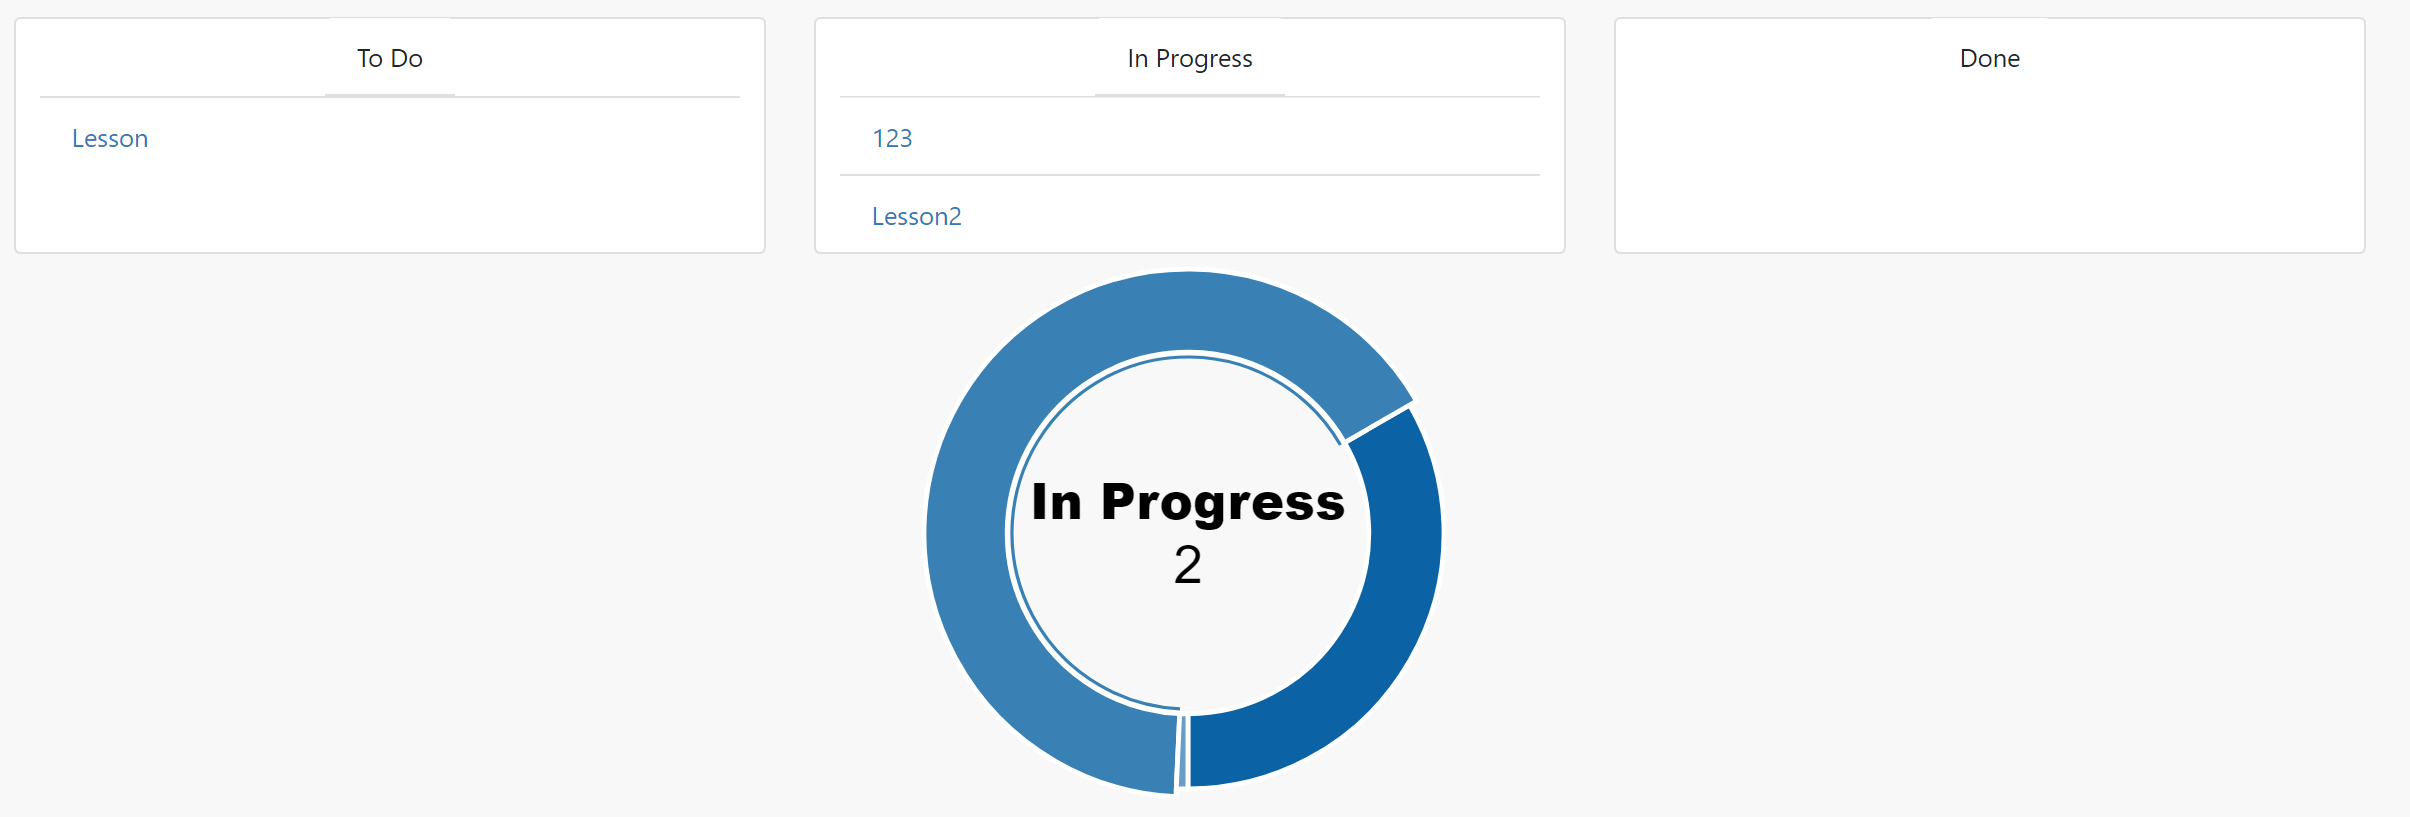 To Do
Lesson
In Progress
123
Lesson2
Done
In Progress
2